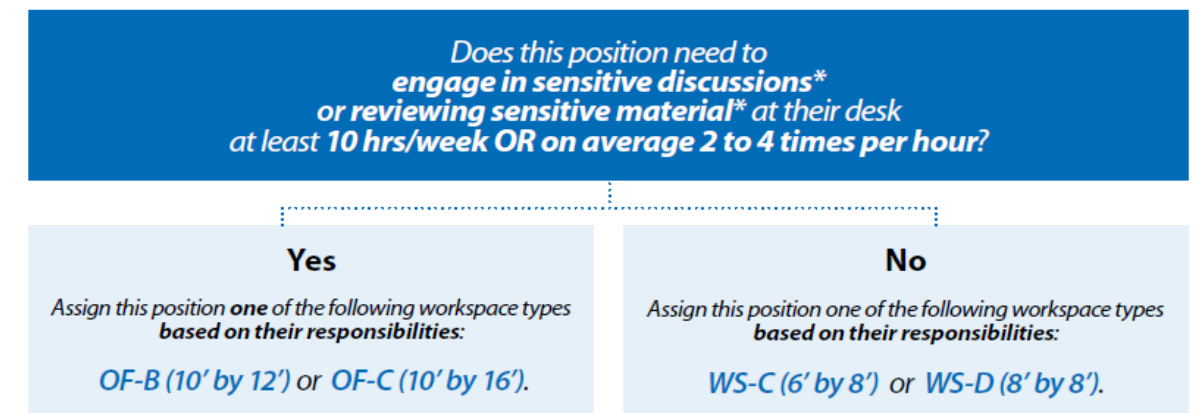 Does this position need to
engage in sensitive discussions*
or reviewing sensitive material* at their desk
at least 10 hrs/week OR on average 2 to 4 times per hour?
Yes
Assign this position one of the following workspace types
based on their responsibilities:
OF-B (10' by 12') or OF-C (10' by 16').
No
Assign this position one of the following workspace types
based on their responsibilities:
WS-C (6' by 8') or WS-D (8' by 8').